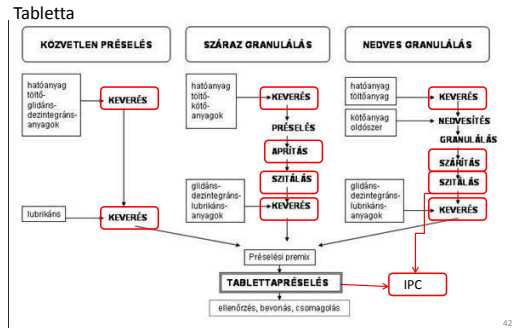 Tabletta
KÖZVETLEN PRÉSELÉS
SZÁRAZ GRANULÁLÁS
NEDVES GRANULÁLÁS
hatóanyag
töltő-
glidáns-
dezintegráns-
anyagok
KEVERÉS
lubrikáns
KEVERÉS
hatóanyag
töltő-
kötő-
anyagok
KEVERÉS
PRÉSELÉS
APRÍTÁS
SZITÁLÁS
glidáns-
dezintegráns-
lubrikáns-
anyagok
KEVERÉS
hatóanyag
töltőanyag
KEVERÉS
kötőanyag
oldószer
NEDVESÍTÉS
GRANULÁLÁS
SZÁRÍTÁS
SZITÁLÁS
glidáns-
dezintegráns-
lubrikáns-
anyagok
KEVERÉS
Préselési premix
TABLETTAPRÉSELÉS
IPC
ellenőrzés, bevonás, csomagolás
42